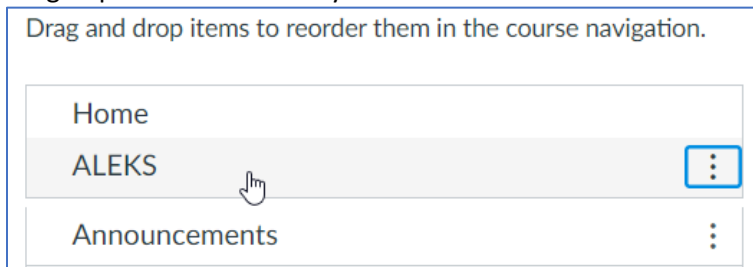 Drag and drop items to reorder them in the course navigation.
Home
ALEKS
Announcements